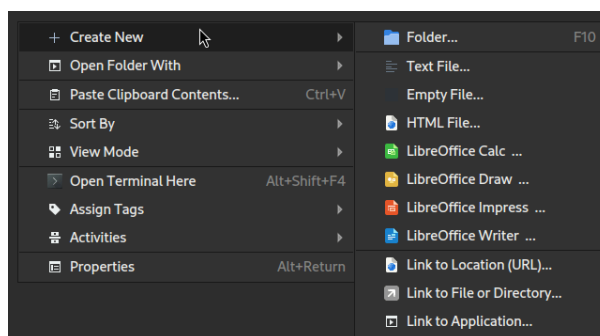 Create New
Open Folder With
Paste Clipboard Contents... Ctrl+V
Sort By
View Mode
Open Terminal Here Alt+Shift+F4
Assign Tags
Activities
Properties Alt+Return
Folder... F10
Text File...
Empty File...
HTML File...
LibreOffice Calc ...
LibreOffice Draw ...
LibreOffice Impress ...
LibreOffice Writer ...
Link to Location (URL)...
Link to File or Directory...
Link to Application...